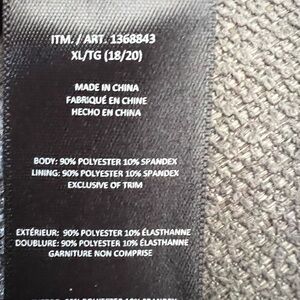 ITM. / ART. 1368843
XL/TG (18/20)
MADE IN CHINA
FABRIQUÉ EN CHINE
HECHO EN CHINA
BODY: 90% POLYESTER 10% SPANDEX
LINING: 90% POLYESTER 10% SPANDEX
EXCLUSIVE OF TRIM
EXTÉRIEUR: 90% POLYESTER 10% ÉLASTHANNE
DOUBLURE: 90% POLYESTER 10% ÉLASTHANNE
GARNITURE NON COMPRISE